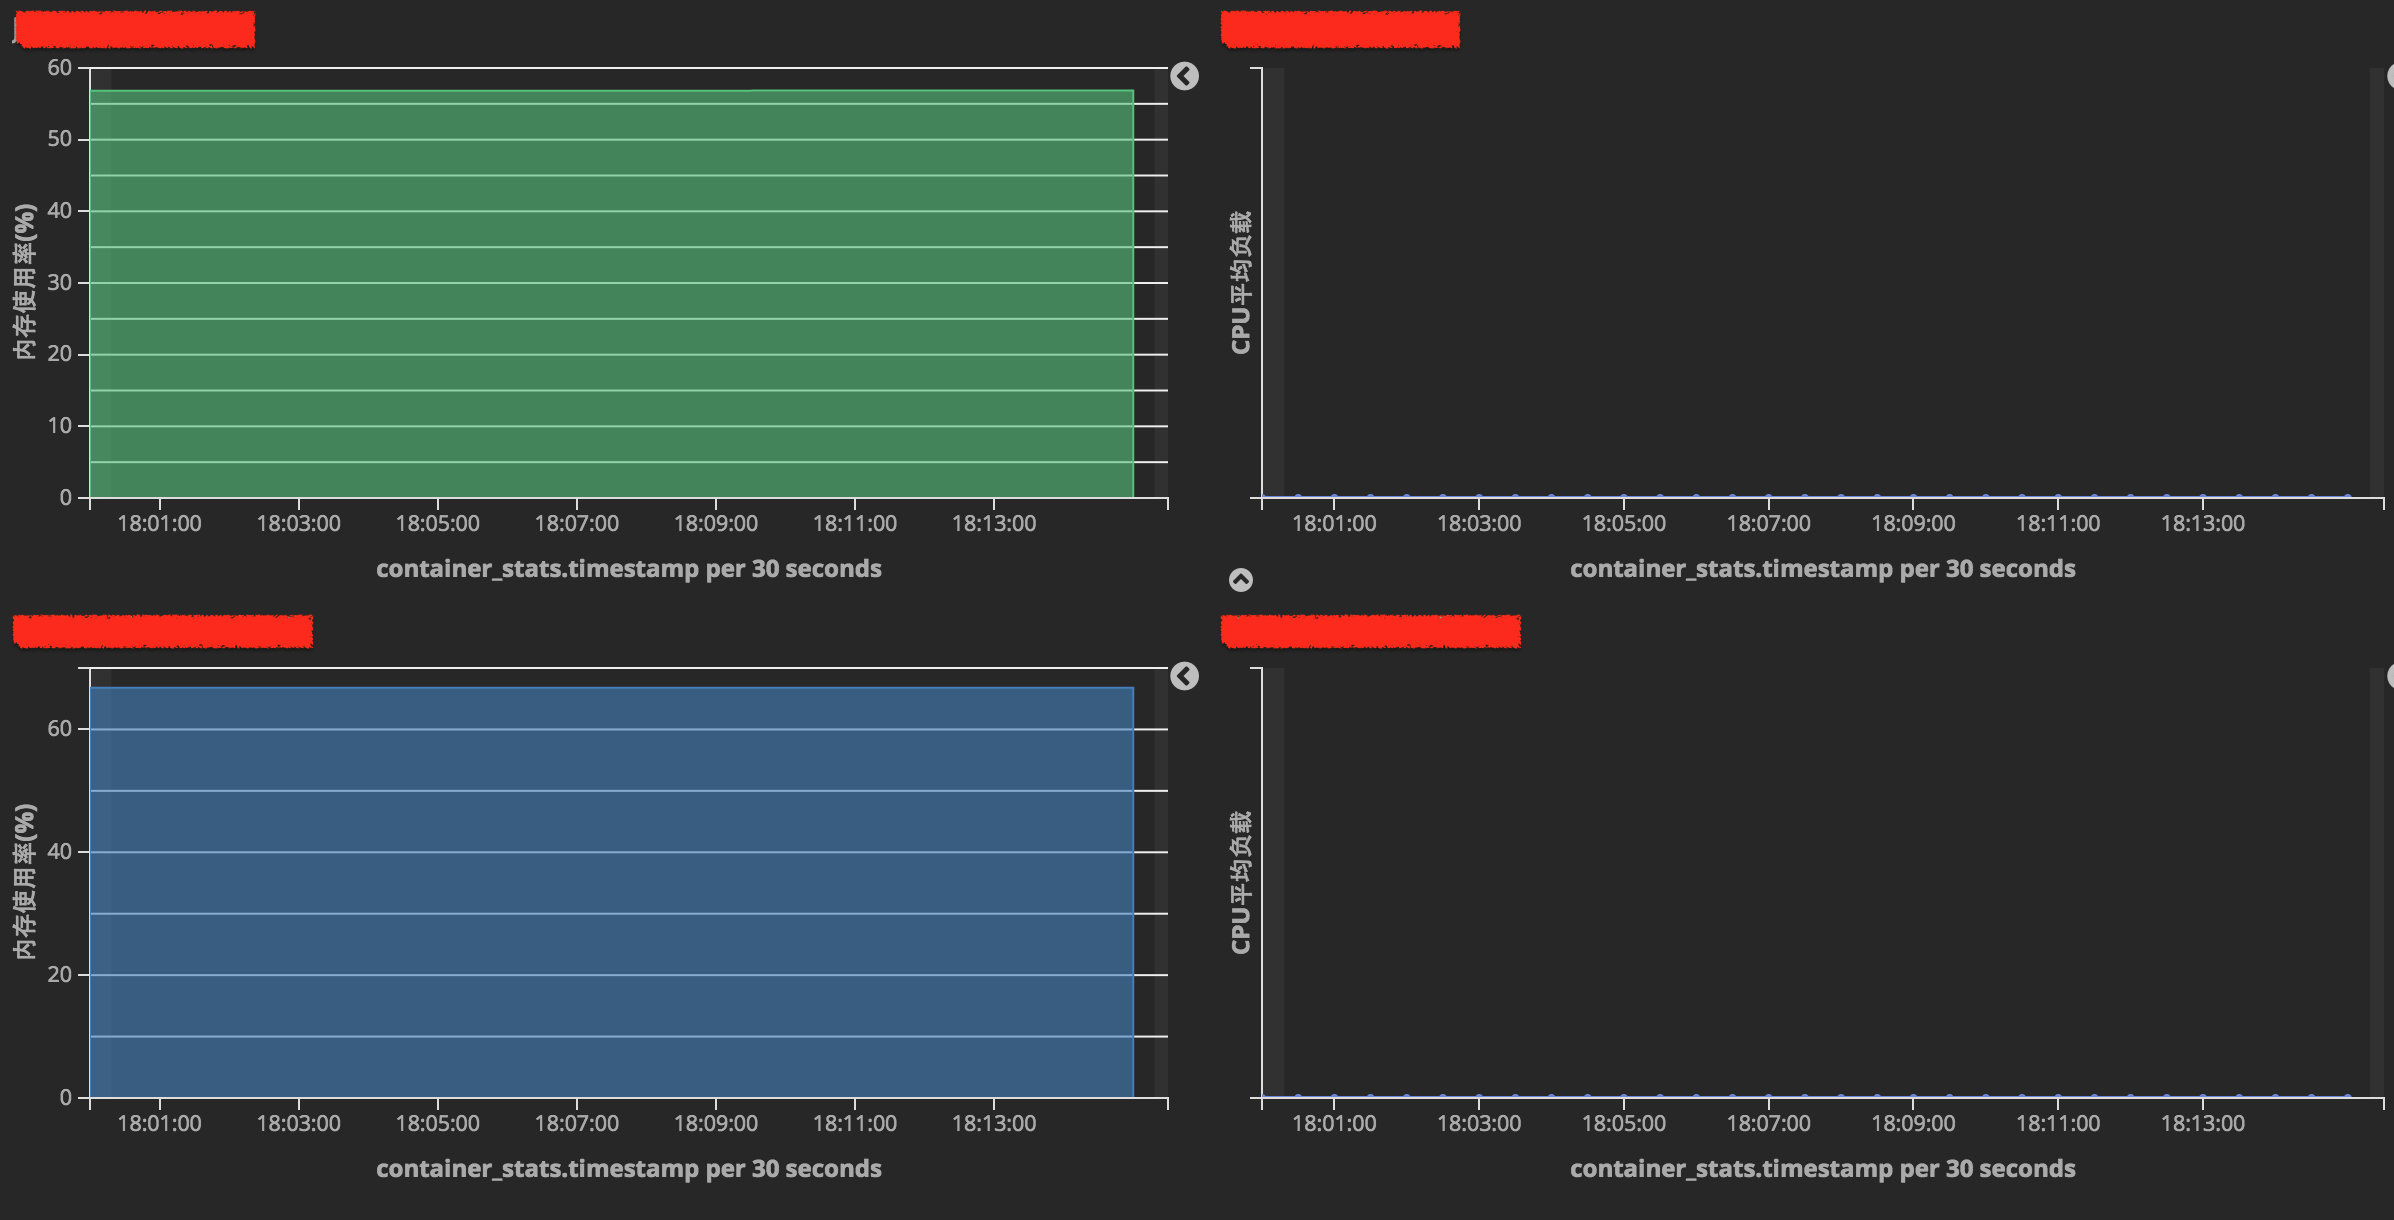 60
50
40
30
20
10
0
内存使用率(%)
18:01:00 18:03:00 18:05:00 18:07:00 18:09:00 18:11:00 18:13:00
container_stats.timestamp per 30 seconds
CPU平均负载
18:01:00 18:03:00 18:05:00 18:07:00 18:09:00 18:11:00 18:13:00
container_stats.timestamp per 30 seconds
60
40
20
0
内存使用率(%)
18:01:00 18:03:00 18:05:00 18:07:00 18:09:00 18:11:00 18:13:00
container_stats.timestamp per 30 seconds
CPU平均负载
18:01:00 18:03:00 18:05:00 18:07:00 18:09:00 18:11:00 18:13:00
container_stats.timestamp per 30 seconds